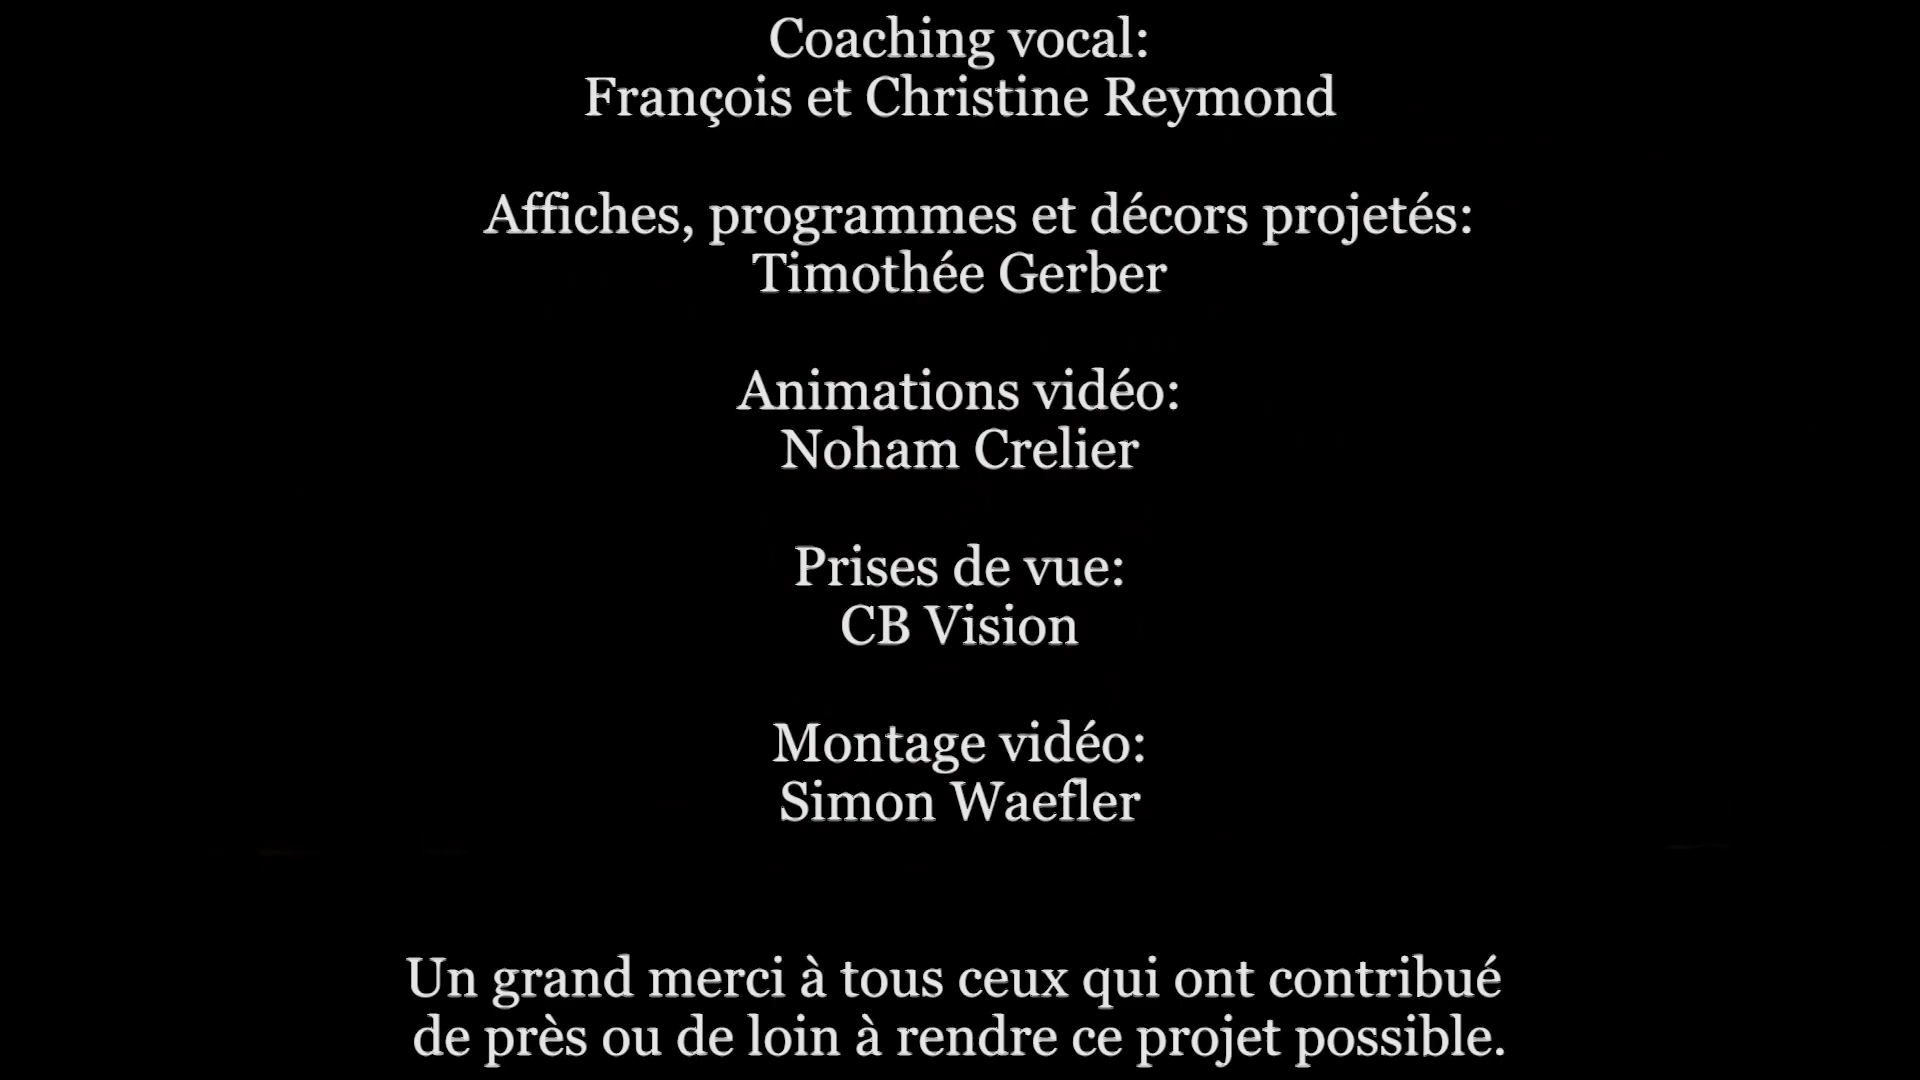 Coaching vocal:
François et Christine Reymond
Affiches, programmes et décors projetés:
Timothée Gerber
Animations vidéo:
Noham Crelier
Prises de vue:
CB Vision
Montage vidéo:
Simon Waefler
Un grand merci à tous ceux qui ont contribué
de près ou de loin à rendre ce projet possible.